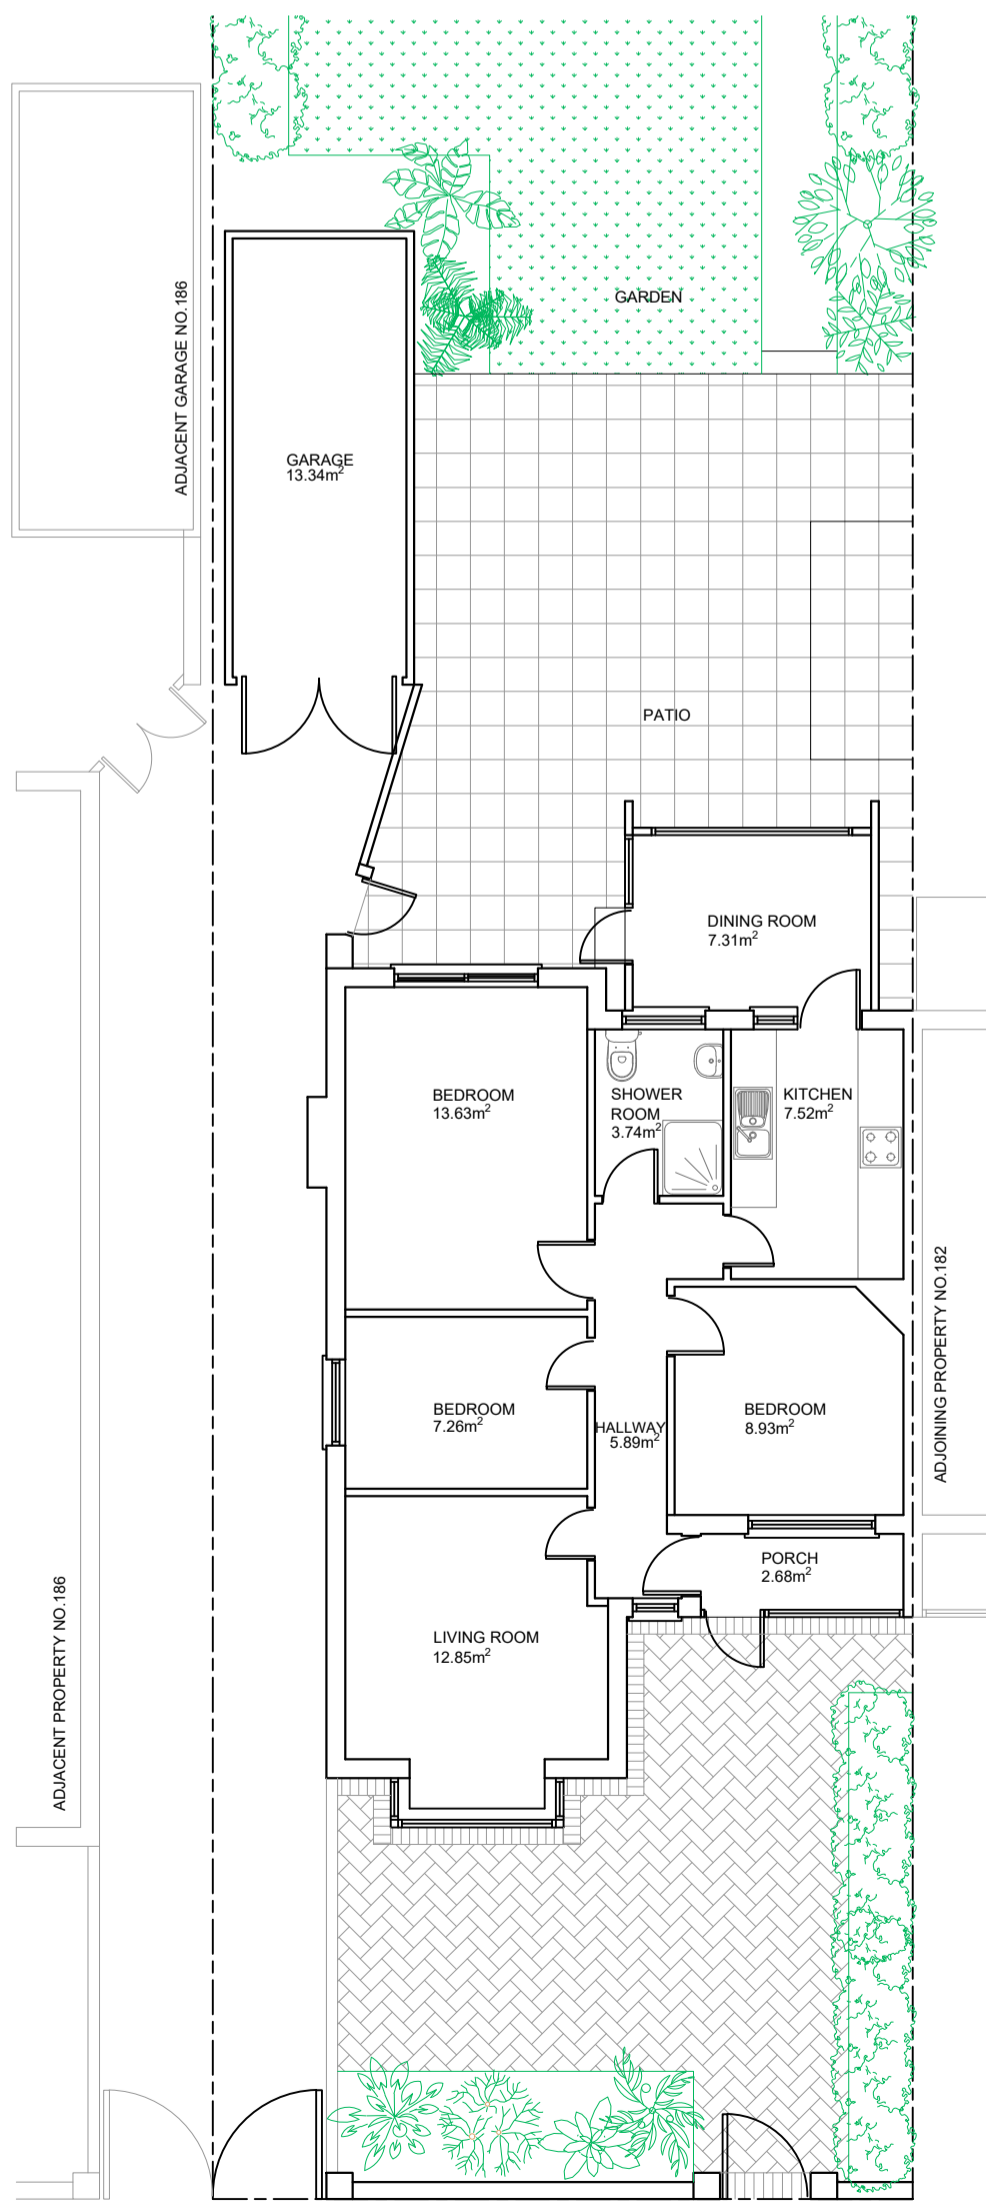 ADJACENT GARAGE NO.186
GARDEN
GARAGE
13.34m²
PATIO
DINING ROOM
7.31m²
BEDROOM
13.63m²
SHOWER
ROOM
3.74m²
KITCHEN
7.52m²
ADJOINING PROPERTY NO.182
BEDROOM
7.26m²
HALLWAY
5.89m²
BEDROOM
8.93m²
PORCH
2.68m²
LIVING ROOM
12.85m²
ADJACENT PROPERTY NO.186